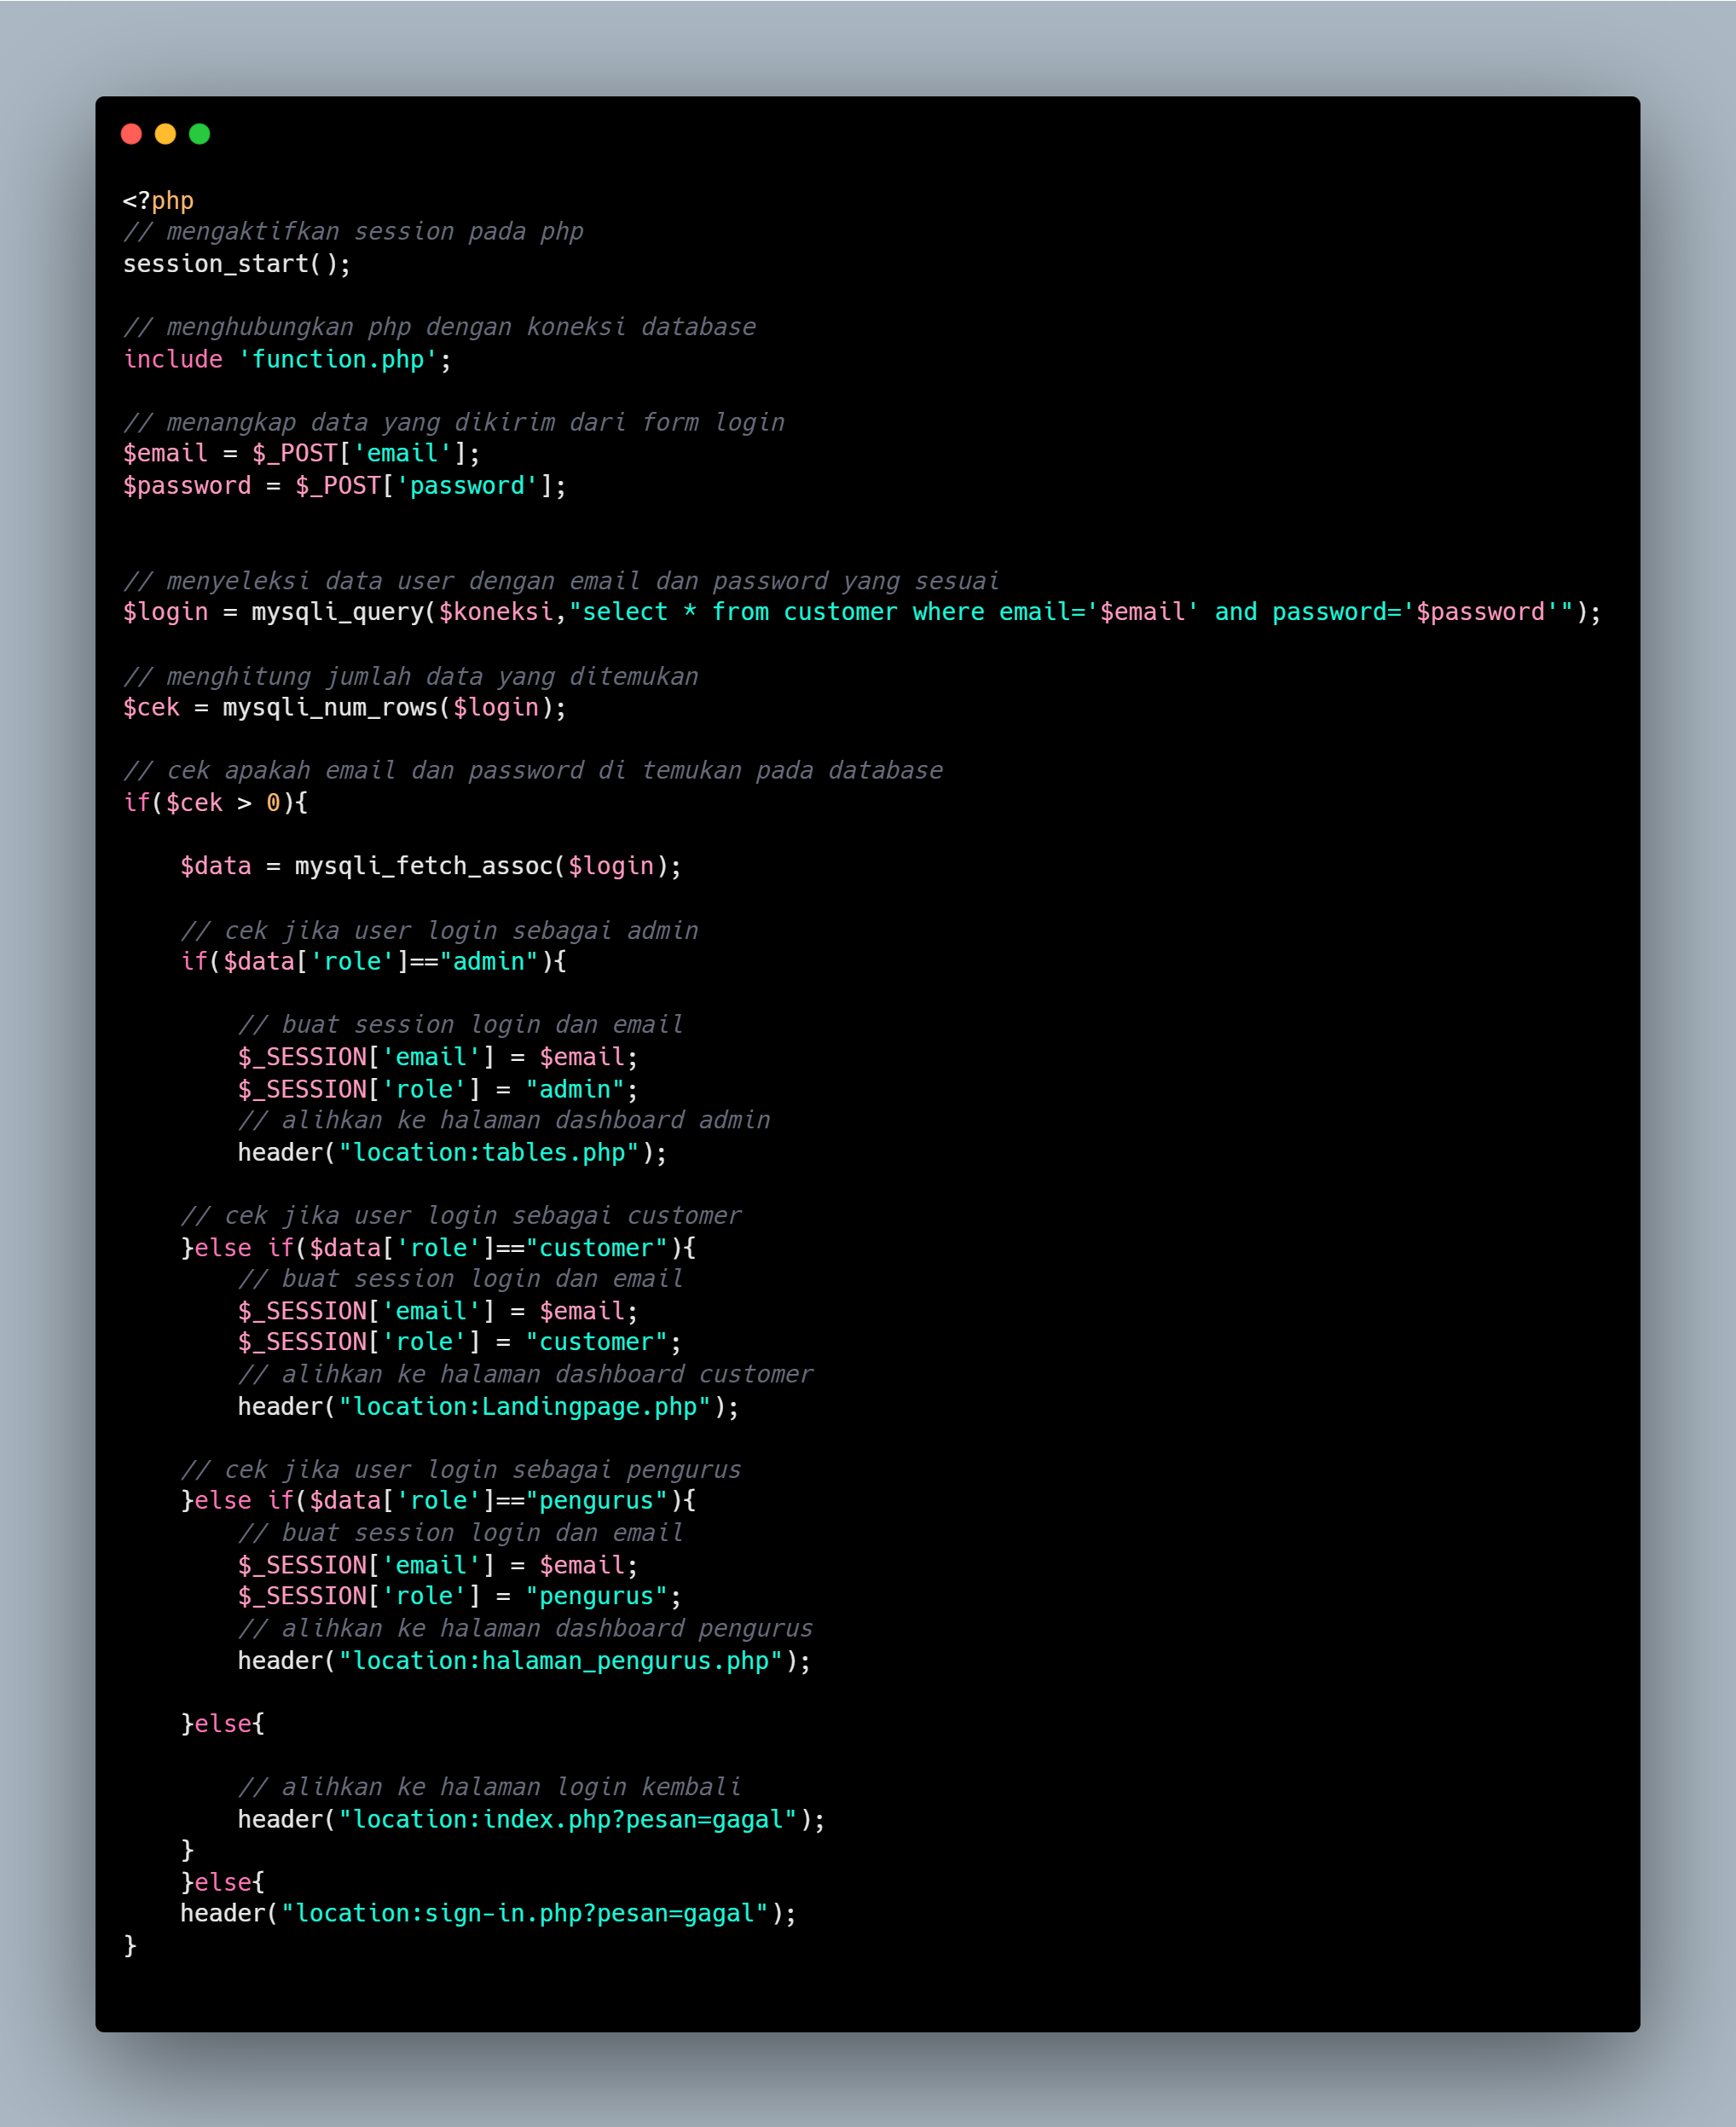 <?php
// mengaktifkan session pada php
session_start();
// menghubungkan php dengan koneksi database
include 'function.php';
// menangkap data yang dikirim dari form login
$email = $_POST['email'];
$password = $_POST['password'];
// menyeleksi data user dengan email dan password yang sesuai
$login = mysqli_query($koneksi,"select * from customer where email='$email' and password='$password'");
// menghitung jumlah data yang ditemukan
$cek = mysqli_num_rows($login);
// cek apakah email dan password di temukan pada database
if($cek > 0){
    $data = mysqli_fetch_assoc($login);
    // cek jika user login sebagai admin
    if($data['role']=="admin"){
        // buat session login dan email
        $_SESSION['email'] = $email;
        $_SESSION['role'] = "admin";
        // alihkan ke halaman dashboard admin
        header("location:tables.php");
    // cek jika user login sebagai customer
    }else if($data['role']=="customer"){
        // buat session login dan email
        $_SESSION['email'] = $email;
        $_SESSION['role'] = "customer";
        // alihkan ke halaman dashboard customer
        header("location:Landingpage.php");
    // cek jika user login sebagai pengurus
    }else if($data['role']=="pengurus"){
        // buat session login dan email
        $_SESSION['email'] = $email;
        $_SESSION['role'] = "pengurus";
        // alihkan ke halaman dashboard pengurus
        header("location:halaman_pengurus.php");
    }else{
        // alihkan ke halaman login kembali
        header("location:index.php?pesan=gagal");
    }
    }else{
    header("location:sign-in.php?pesan=gagal");
}